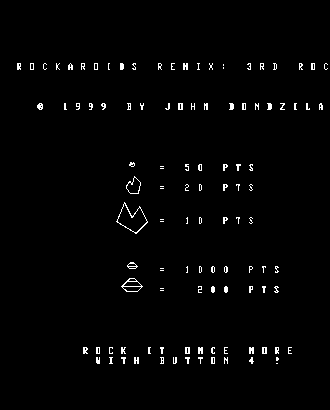 ROCKAROIDS REMIX: 3RD ROC
© 1999 BY JOHN DONDZILA
= 50 PTS
= 20 PTS
= 10 PTS
= 1000 PTS
= 200 PTS
ROCK IT ONCE MORE
WITH BUTTON 4 !